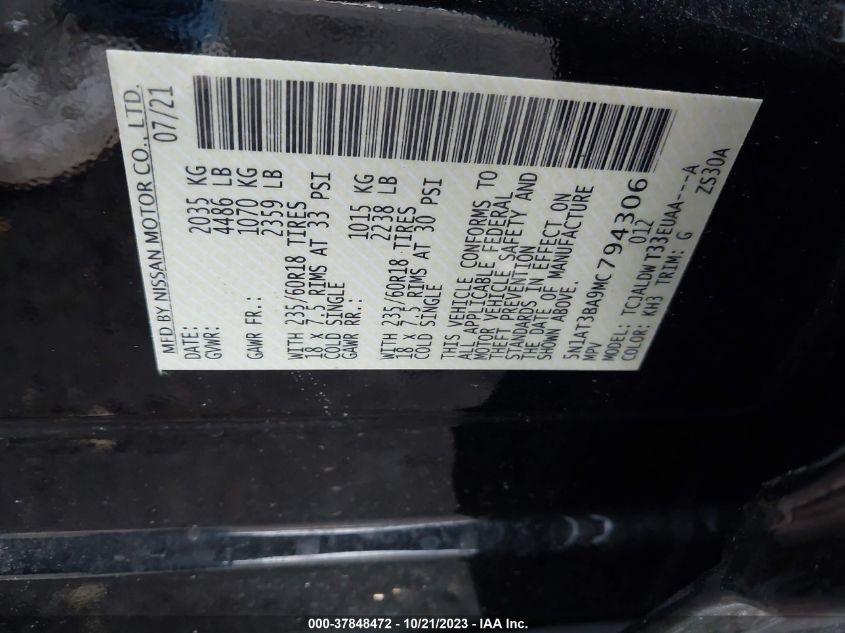 MFD BY NISSAN MOTOR CO., LTD.
DATE: 07/21
GVWR: 2035 KG
4486 LB
GAWR FR.: 1070 KG
2359 LB
WITH 235/60R18 TIRES
18 X 7.5 RIMS AT 33 PSI
COLD SINGLE
GAWR RR.: 1015 KG
2238 LB
WITH 235/60R18 TIRES
18 X 7.5 RIMS AT 30 PSI
COLD SINGLE
THIS VEHICLE CONFORMS TO
ALL APPLICABLE FEDERAL
MOTOR VEHICLE SAFETY AND
THEFT PREVENTION
STANDARDS IN EFFECT ON
THE DATE OF MANUFACTURE
SHOWN ABOVE.
5N1AT3BA9MC794306
MPV 012
MODEL: TCJALDWT33EUAA---A
COLOR: KH3 TRIM: G ZS30A
000-37848472 - 10/21/2023 - IAA Inc.